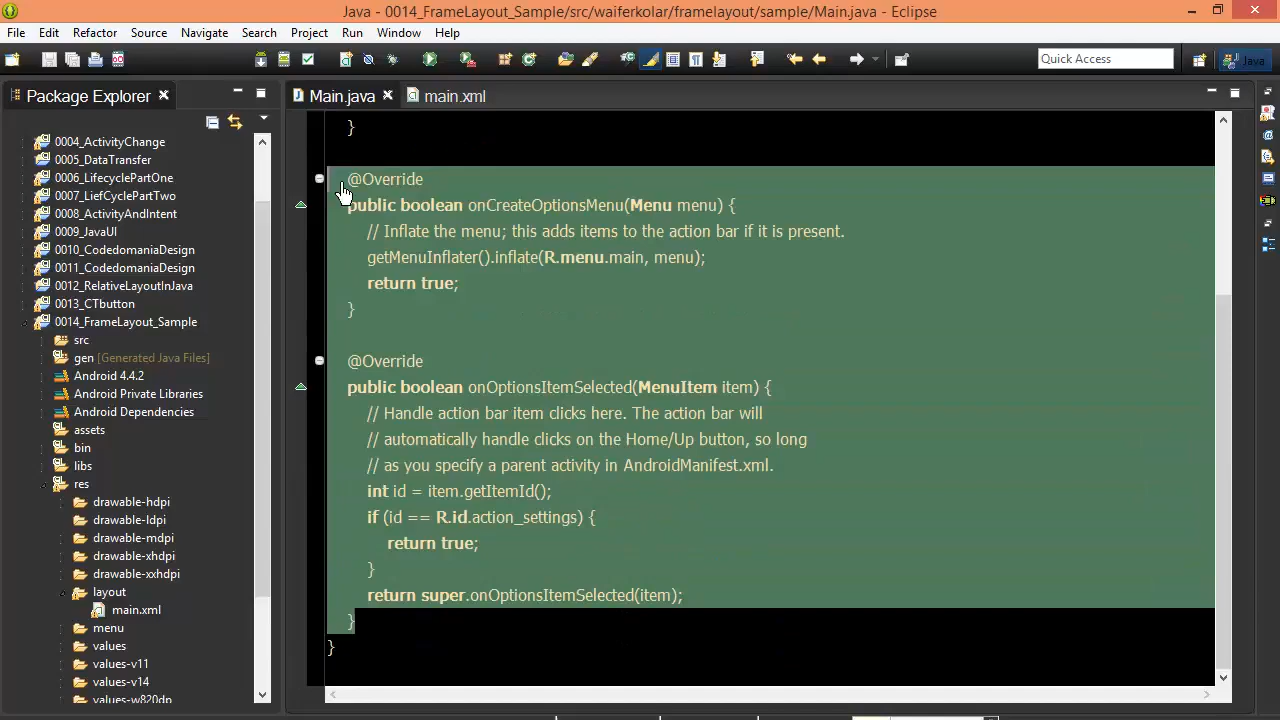 Java - 0014_FrameLayout_Sample/src/waiferkolar/framelayout/sample/Main.java - Eclipse
File Edit Refactor Source Navigate Search Project Run Window Help
Quick Access
Java
Package Explorer
Main.java
main.xml
0004_ActivityChange
0005_DataTransfer
0006_LifecyclePartOne
0007_LiefCyclePartTwo
0008_ActivityAndIntent
0009_JavaUI
0010_CodedomaniaDesign
0011_CodedomaniaDesign
0012_RelativeLayoutInJava
0013_CTbutton
0014_FrameLayout_Sample
src
gen [Generated Java Files]
Android 4.4.2
Android Private Libraries
Android Dependencies
assets
bin
libs
res
drawable-hdpi
drawable-ldpi
drawable-mdpi
drawable-xhdpi
drawable-xxhdpi
layout
main.xml
menu
values
values-v11
values-v14
values-w820dp
}
@Override
public boolean onCreateOptionsMenu(Menu menu) {
// Inflate the menu; this adds items to the action bar if it is present.
getMenuInflater().inflate(R.menu.main, menu);
return true;
}
@Override
public boolean onOptionsItemSelected(MenuItem item) {
// Handle action bar item clicks here. The action bar will
// automatically handle clicks on the Home/Up button, so long
// as you specify a parent activity in AndroidManifest.xml.
int id = item.getItemId();
if (id == R.id.action_settings) {
return true;
}
return super.onOptionsItemSelected(item);
}
}